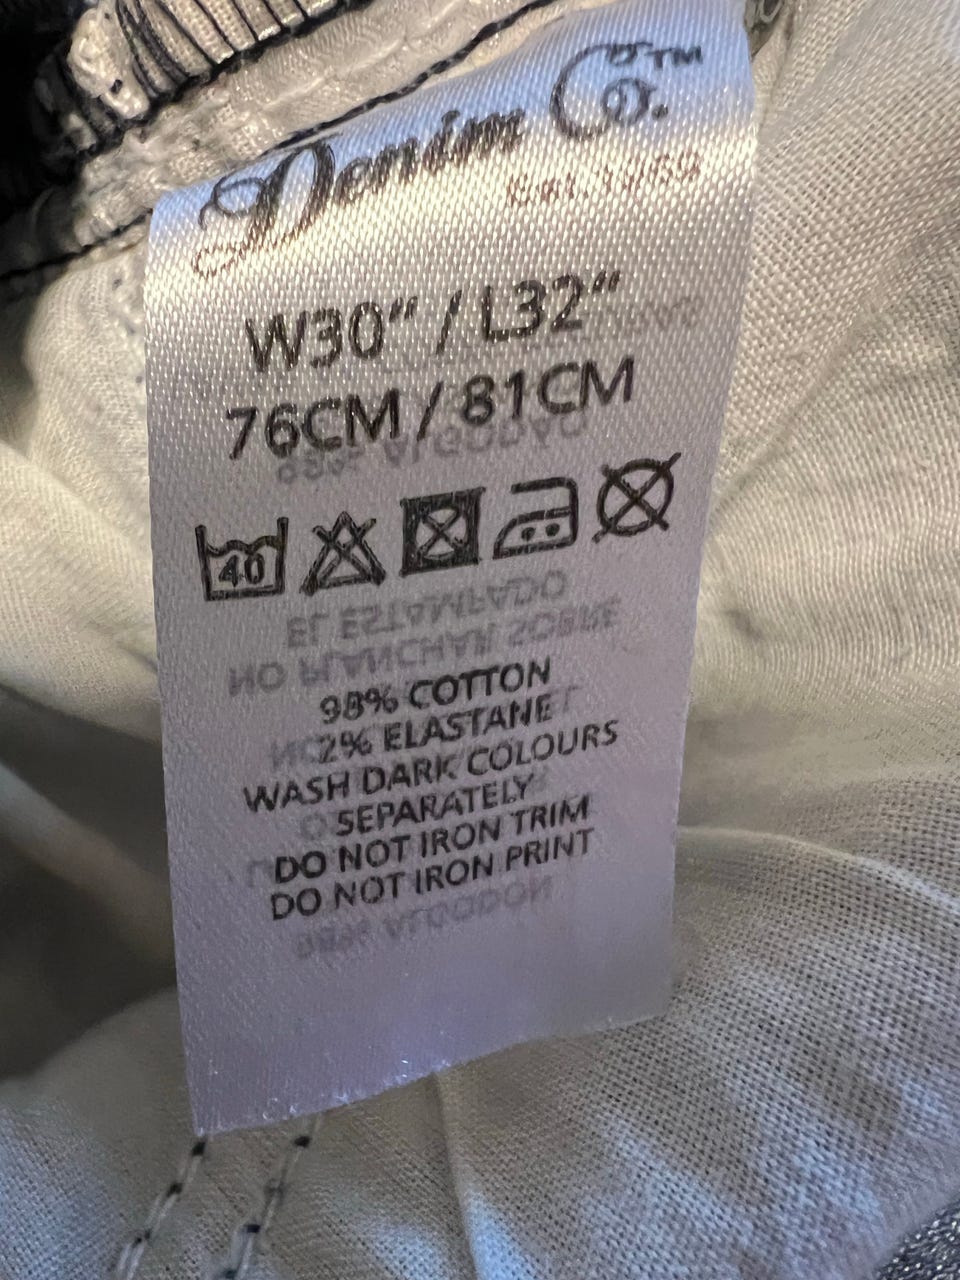 Denim Co.™
Est. 1969
W30" / L32"
76CM / 81CM
40
98% COTTON
2% ELASTANE
WASH DARK COLOURS
SEPARATELY
DO NOT IRON TRIM
DO NOT IRON PRINT